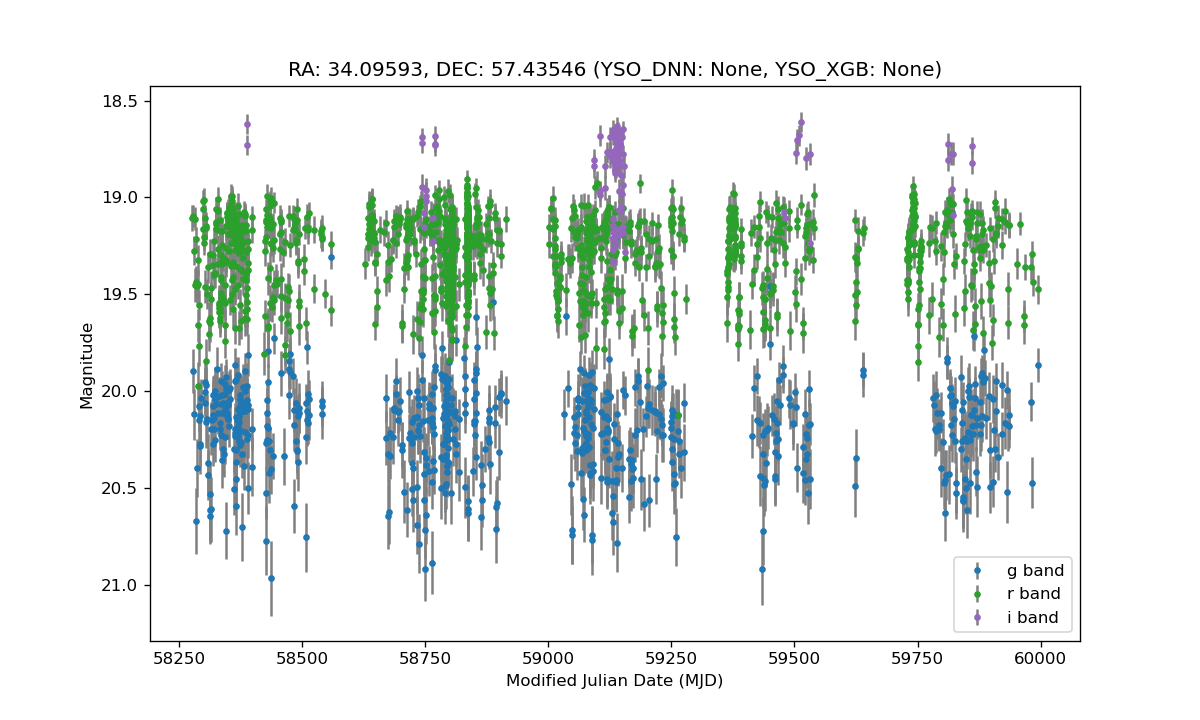 RA: 34.09593, DEC: 57.43546 (YSO_DNN: None, YSO_XGB: None)
18.5
19.0
19.5
20.0
20.5
21.0
Magnitude
g band
r band
i band
58250 58500 58750 59000 59250 59500 59750 60000
Modified Julian Date (MJD)